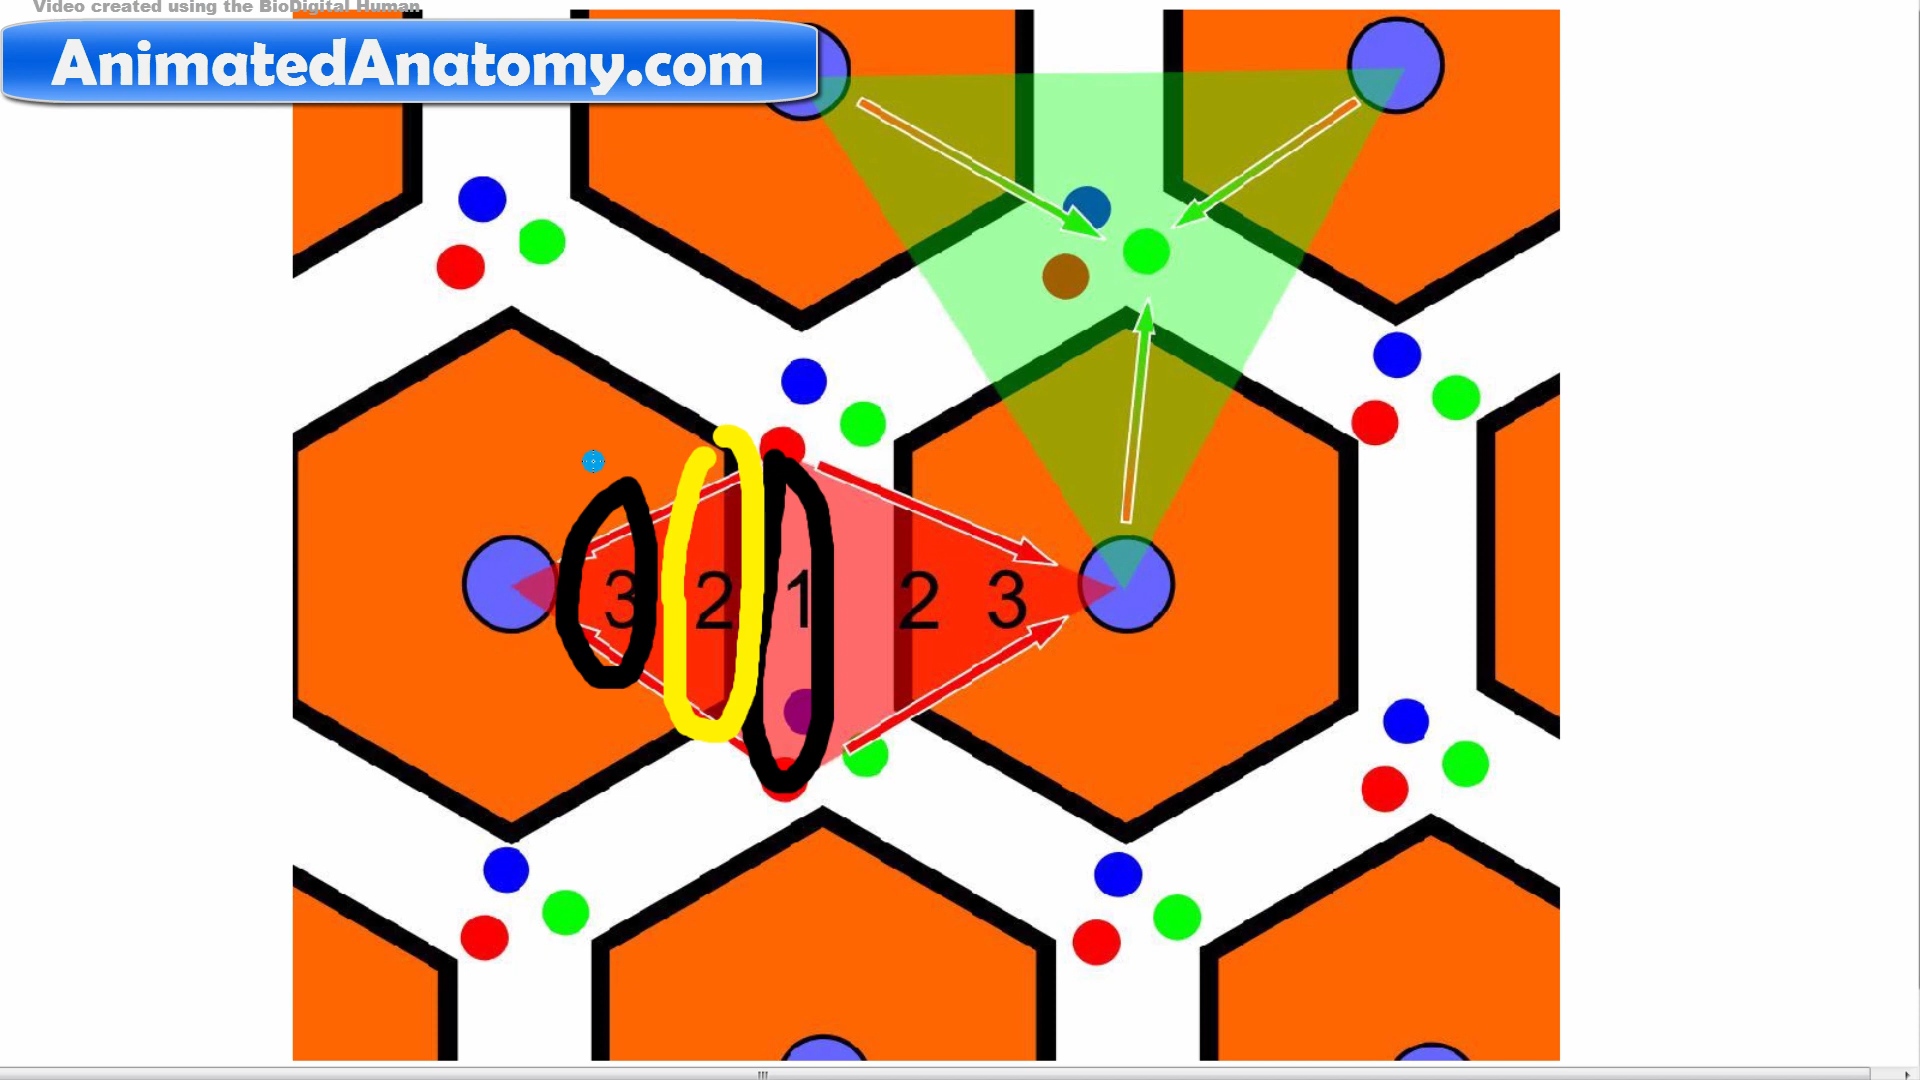 Video created using the BioDigital Human
AnimatedAnatomy.com
3 2 1 2 3